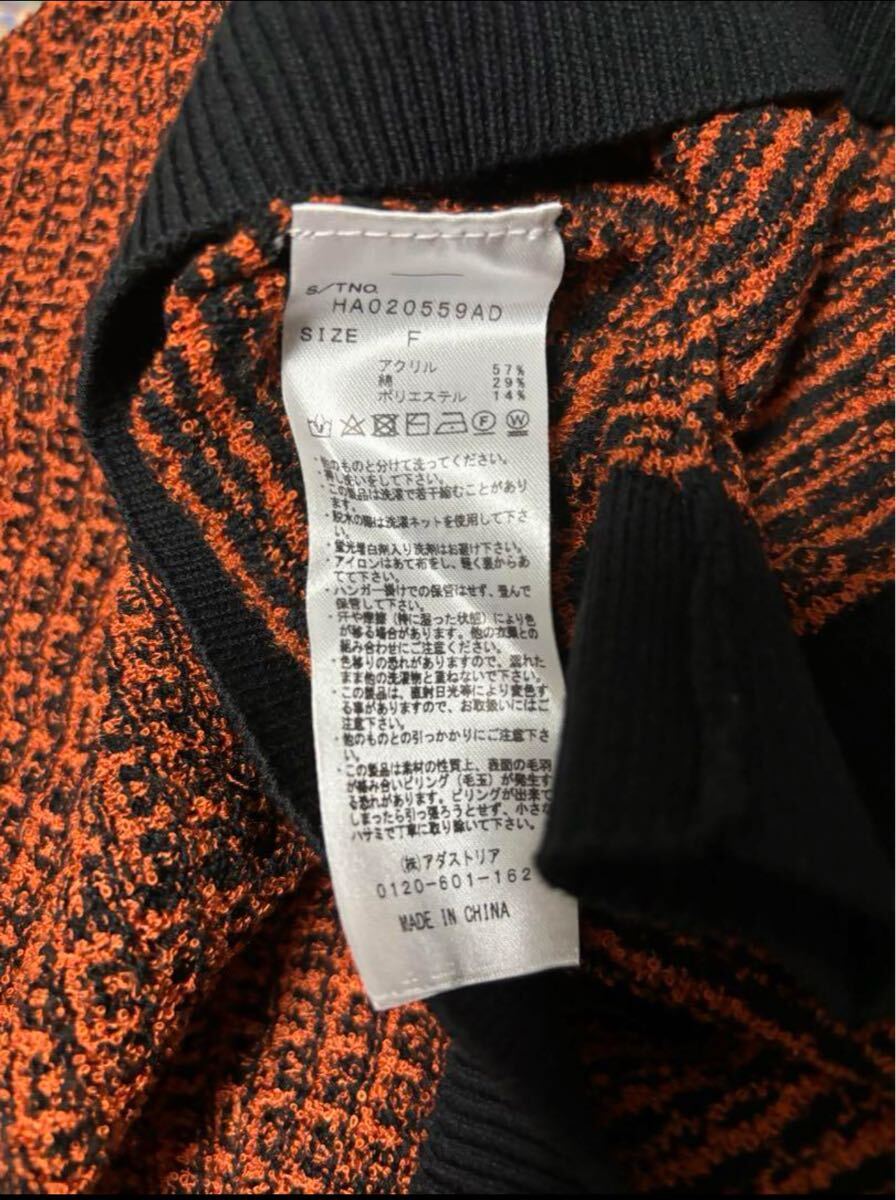 S/TNO.
HA020559AD
SIZE F
アクリル 57%
綿 29%
ポリエステル 14%
・他のものと分けて洗ってください。
・押し洗いをしてください。
・この製品は洗濯で若干縮むことがあり
ます。
・脱水の際は洗濯ネットを使用して下さ
い。
・蛍光増白剤入り洗剤はお避け下さい。
・アイロンはあて布をし、軽く裏からあ
てて下さい。
・ハンガー掛けでの保管はせず、畳んで
保管して下さい。
・汗や摩擦(特に湿った状態)により色
が移る場合があります。他の衣類との
組み合わせにご注意ください。
・色移りの恐れがありますので、濡れた
まま他の洗濯物と重ねないで下さい。
・この製品は、直射日光等により変色す
る事がありますので、お取扱いにはご
注意下さい。
・他のものとの引っかかりにご注意下さ
い。
・この製品は素材の性質上、表面の毛羽
が絡み合いピリング(毛玉)が発生す
る恐れがあります。ピリングが出来て
しまったら引っ張ろうとせず、小さな
ハサミで丁寧に取り除いて下さい。
(株)アダストリア
0120-601-162
MADE IN CHINA